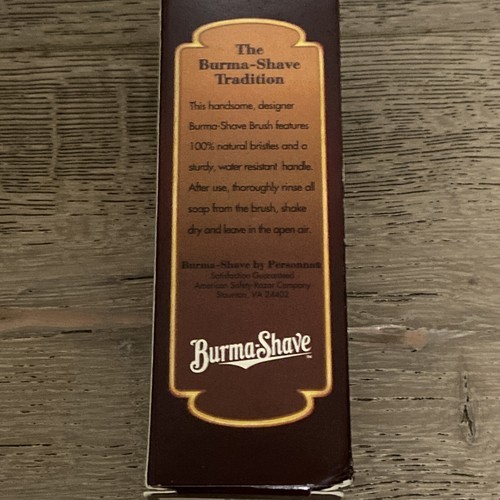 The
Burma-Shave
Tradition
This handsome, designer
Burma-Shave Brush features
100% natural bristles and a
sturdy, water resistant handle.
After use, thoroughly rinse all
soap from the brush, shake
dry and leave in the open air.
Burma-Shave by Personna
Satisfaction Guaranteed
American Safety Razor Company
Staunton, VA 24402
Burma-Shave™